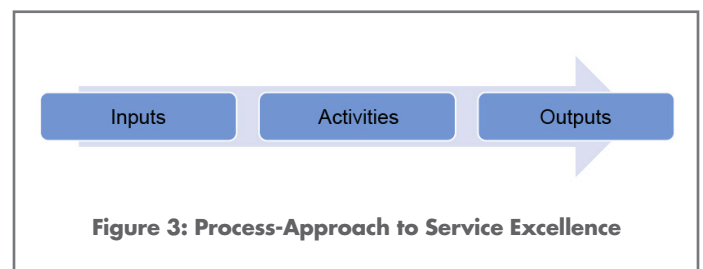 Inputs Activities Outputs
Figure 3: Process-Approach to Service Excellence